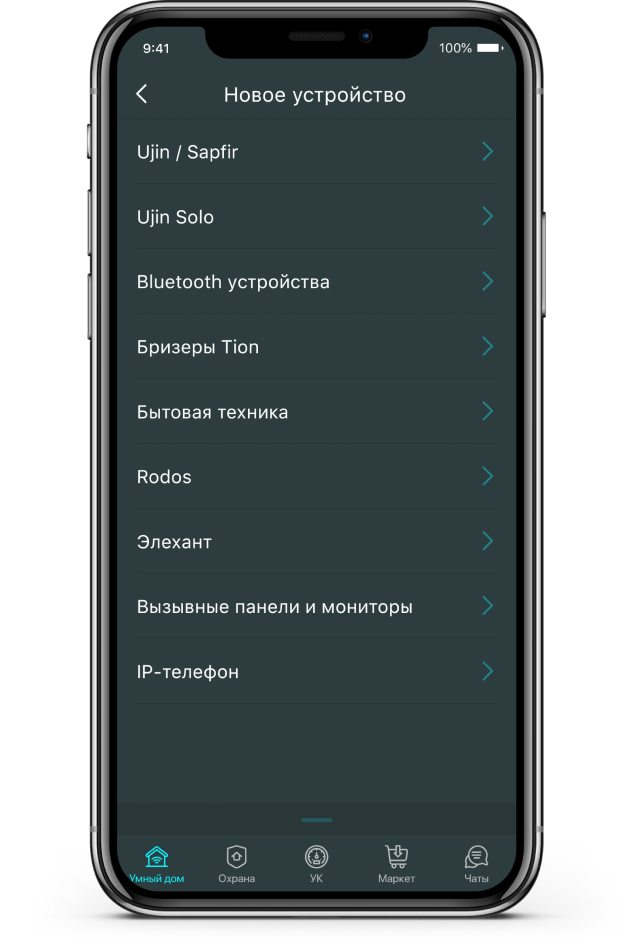 9:41 100%
Новое устройство
Ujin / Sapfir
Ujin Solo
Bluetooth устройства
Бризеры Tion
Бытовая техника
Rodos
Элехант
Вызывные панели и мониторы
IP-телефон
Умный дом Охрана УК Маркет Чаты